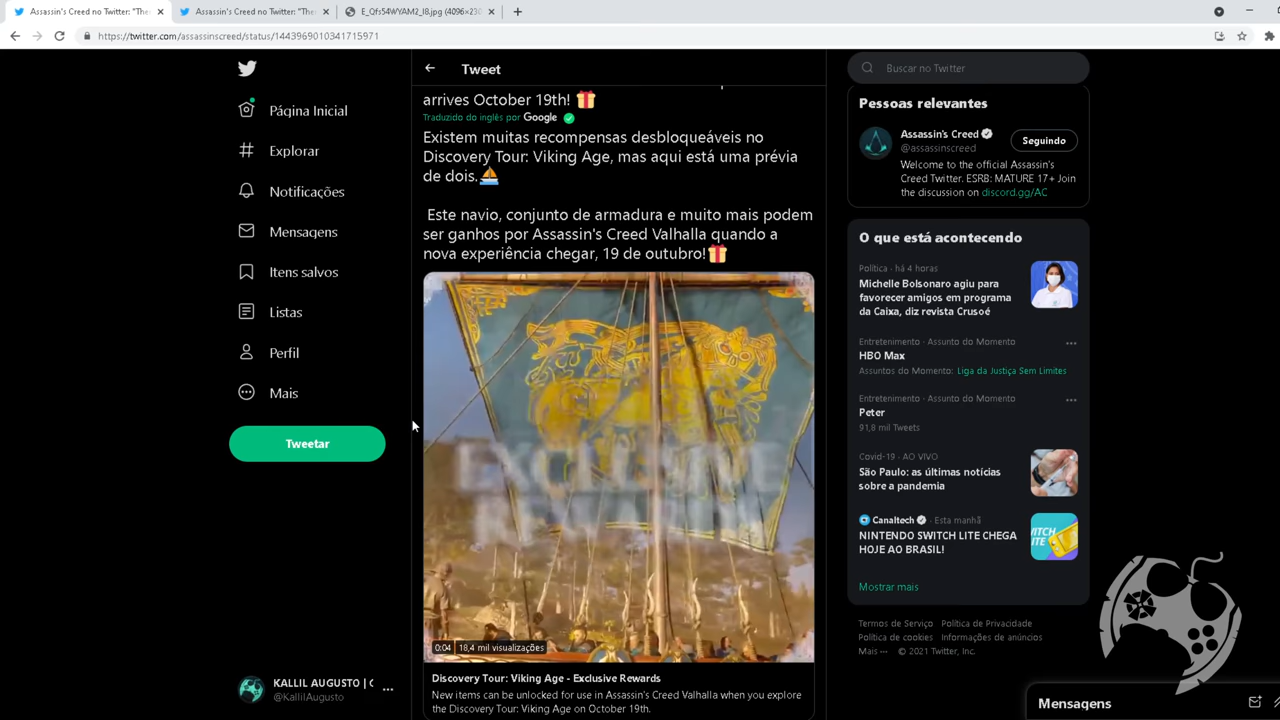 Assassin's Creed no Twitter: "The
Assassin's Creed no Twitter: "The
E_Qfs54WYAM2_I8.jpg (4096×230
https://twitter.com/assassinscreed/status/1443969010341715971
Página Inicial
Explorar
Notificações
Mensagens
Itens salvos
Listas
Perfil
Mais
Tweetar
KALLIL AUGUSTO | C
@KallilAugusto
Tweet
arrives October 19th! 🎁
Traduzido do inglês por Google
Existem muitas recompensas desbloqueáveis no
Discovery Tour: Viking Age, mas aqui está uma prévia
de dois.⛵
Este navio, conjunto de armadura e muito mais podem
ser ganhos por Assassin's Creed Valhalla quando a
nova experiência chegar, 19 de outubro!🎁
EXCLUSIVE
0:04 18,4 mil visualizações
Discovery Tour: Viking Age - Exclusive Rewards
New items can be unlocked for use in Assassin's Creed Valhalla when you explore
the Discovery Tour: Viking Age on October 19th.
Buscar no Twitter
Pessoas relevantes
Assassin's Creed
@assassinscreed
Seguindo
Welcome to the official Assassin's
Creed Twitter. ESRB: MATURE 17+ Join
the discussion on discord.gg/AC
O que está acontecendo
Política · há 4 horas
Michelle Bolsonaro agiu para
favorecer amigos em programa
da Caixa, diz revista Crusoé
Entretenimento · Assunto do Momento
HBO Max
Assuntos do Momento: Liga da Justiça Sem Limites
Entretenimento · Assunto do Momento
Peter
91,8 mil Tweets
Covid-19 · AO VIVO
São Paulo: as últimas notícias
sobre a pandemia
Canaltech · Esta manhã
NINTENDO SWITCH LITE CHEGA
HOJE AO BRASIL!
Mostrar mais
Termos de Serviço Política de Privacidade
Política de cookies Informações de anúncios
Mais ··· © 2021 Twitter, Inc.
Mensagens